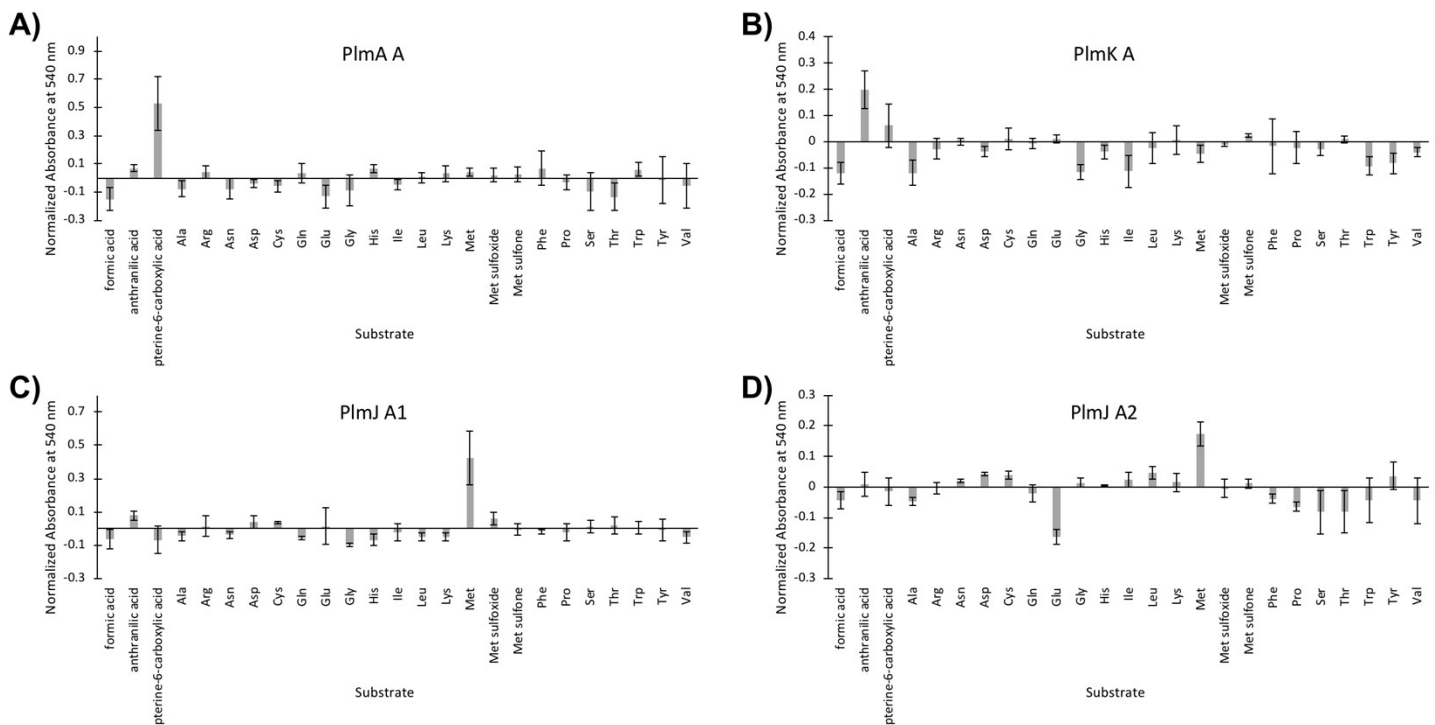 A)
PlmA A
Normalized Absorbance at 540 nm
0.9
0.7
0.5
0.3
0.1
-0.1
-0.3
formic acid
anthranilic acid
pterine-6-carboxylic acid
Ala
Arg
Asn
Asp
Cys
Gln
Glu
Gly
His
Ile
Leu
Lys
Met
Met sulfoxide
Met sulfone
Phe
Pro
Ser
Thr
Trp
Tyr
Val
Substrate
B)
PlmK A
Normalized Absorbance at 540 nm
0.4
0.3
0.2
0.1
0
-0.1
-0.2
-0.3
formic acid
anthranilic acid
pterine-6-carboxylic acid
Ala
Arg
Asn
Asp
Cys
Gln
Glu
Gly
His
Ile
Leu
Lys
Met
Met sulfoxide
Met sulfone
Phe
Pro
Ser
Thr
Trp
Tyr
Val
Substrate
C)
PlmJ A1
Normalized Absorbance at 540 nm
0.7
0.5
0.3
0.1
-0.1
-0.3
formic acid
anthranilic acid
pterine-6-carboxylic acid
Ala
Arg
Asn
Asp
Cys
Gln
Glu
Gly
His
Ile
Leu
Lys
Met
Met sulfoxide
Met sulfone
Phe
Pro
Ser
Thr
Trp
Tyr
Val
Substrate
D)
PlmJ A2
Normalized Absorbance at 540 nm
0.3
0.2
0.1
0
-0.1
-0.2
-0.3
formic acid
anthranilic acid
pterine-6-carboxylic acid
Ala
Arg
Asn
Asp
Cys
Gln
Glu
Gly
His
Ile
Leu
Lys
Met
Met sulfoxide
Met sulfone
Phe
Pro
Ser
Thr
Trp
Tyr
Val
Substrate